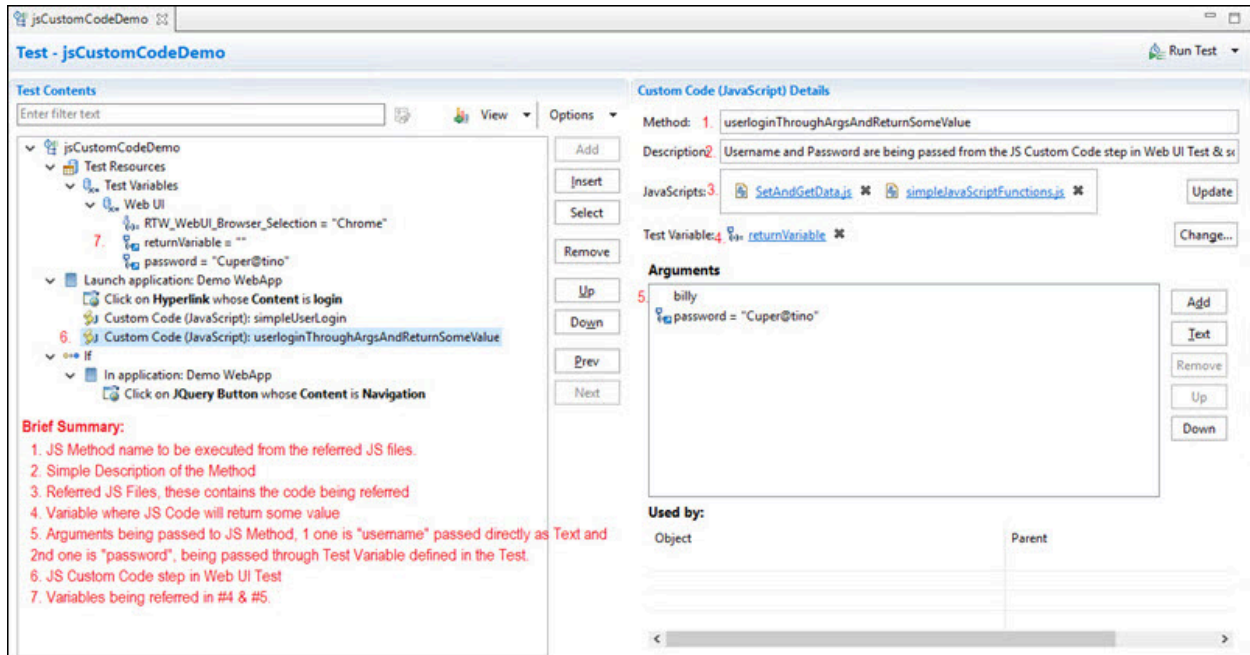 jsCustomCodeDemo
Test - jsCustomCodeDemo
Run Test
Test Contents
Enter filter text
View
Options
jsCustomCodeDemo
Test Resources
Test Variables
Web UI
RTW_WebUI_Browser_Selection = "Chrome"
7. returnVariable = ""
password = "Cuper@tino"
Launch application: Demo WebApp
Click on Hyperlink whose Content is login
Custom Code (JavaScript): simpleUserLogin
6. Custom Code (JavaScript): userloginThroughArgsAndReturnSomeValue
If
In application: Demo WebApp
Click on JQuery Button whose Content is Navigation
Add
Insert
Select
Remove
Up
Down
Prev
Next
Brief Summary:
1. JS Method name to be executed from the referred JS files.
2. Simple Description of the Method
3. Referred JS Files, these contains the code being referred
4. Variable where JS Code will return some value
5. Arguments being passed to JS Method, 1 one is "username" passed directly as Text and
2nd one is "password", being passed through Test Variable defined in the Test.
6. JS Custom Code step in Web UI Test
7. Variables being referred in #4 & #5.
Custom Code (JavaScript) Details
Method: 1. userloginThroughArgsAndReturnSomeValue
Description: 2. Username and Password are being passed from the JS Custom Code step in Web UI Test &
JavaScripts: 3. SetAndGetData.js simpleJavaScriptFunctions.js
Update
Test Variable: 4. returnVariable
Change...
Arguments
5. billy
password = "Cuper@tino"
Add
Text
Remove
Up
Down
Used by:
Object Parent